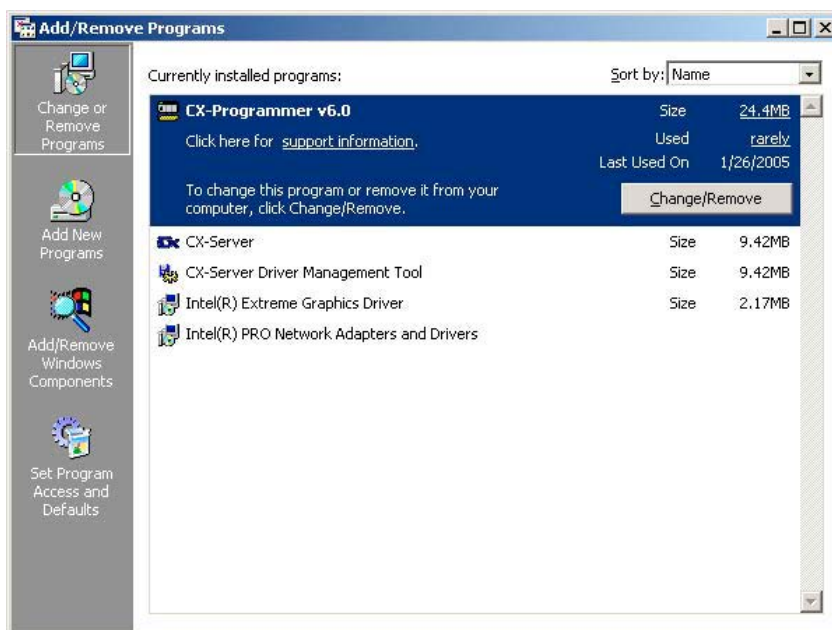 Add/Remove Programs
Change or
Remove
Programs
Add New
Programs
Add/Remove
Windows
Components
Set Program
Access and
Defaults
Currently installed programs:
Sort by: Name
CX-Programmer v6.0 Size 24.4MB
Click here for support information. Used rarely
Last Used On 1/26/2005
To change this program or remove it from your
computer, click Change/Remove.
Change/Remove
CX-Server Size 9.42MB
CX-Server Driver Management Tool Size 9.42MB
Intel(R) Extreme Graphics Driver Size 2.17MB
Intel(R) PRO Network Adapters and Drivers